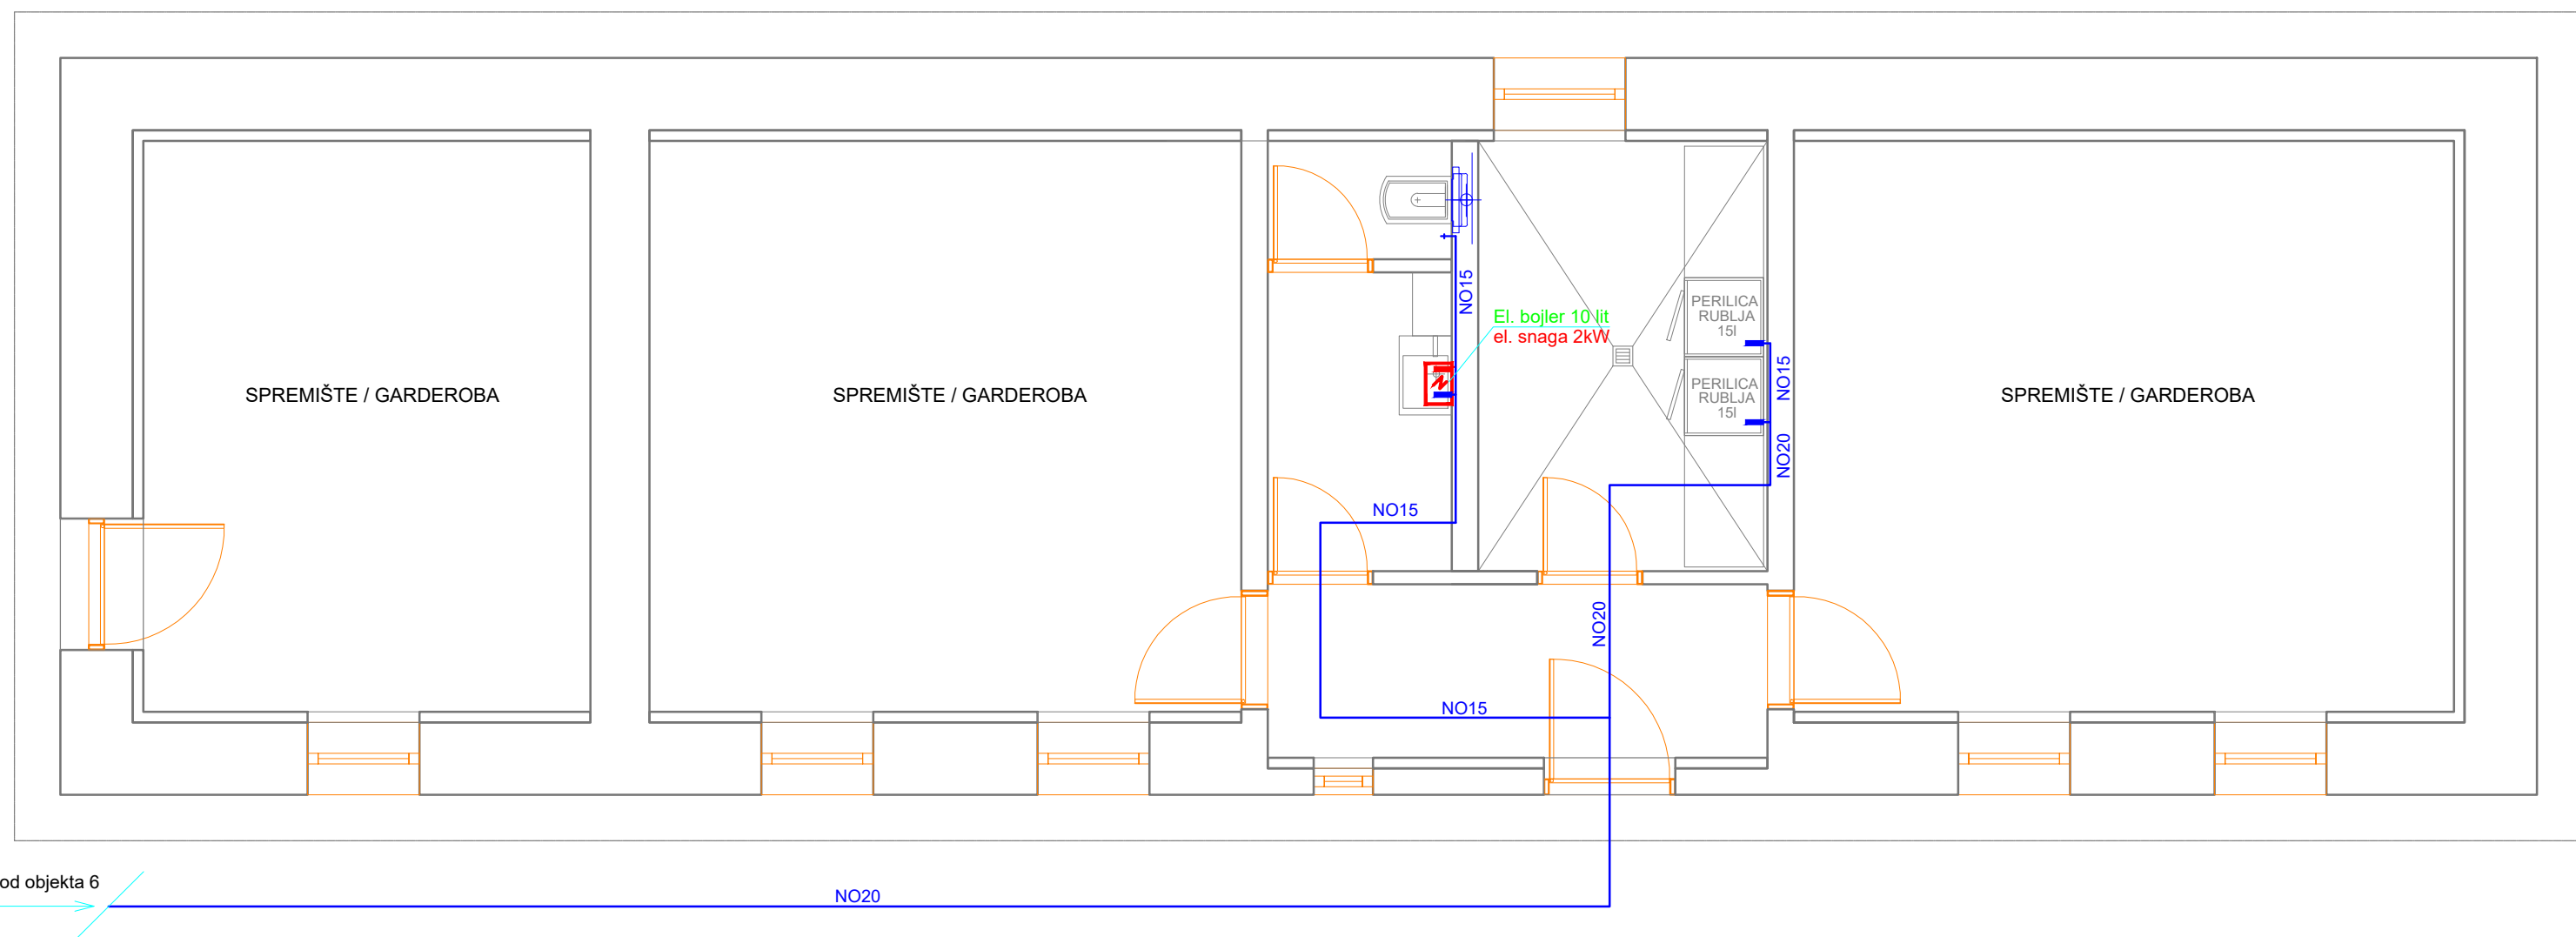 NO15
El. bojler 10 lit
el. snaga 2kW
PERILICA
RUBLJA
15l
PERILICA
RUBLJA
15l
NO15
NO20
SPREMIŠTE / GARDEROBA
SPREMIŠTE / GARDEROBA
SPREMIŠTE / GARDEROBA
NO15
NO20
NO15
od objekta 6
NO20